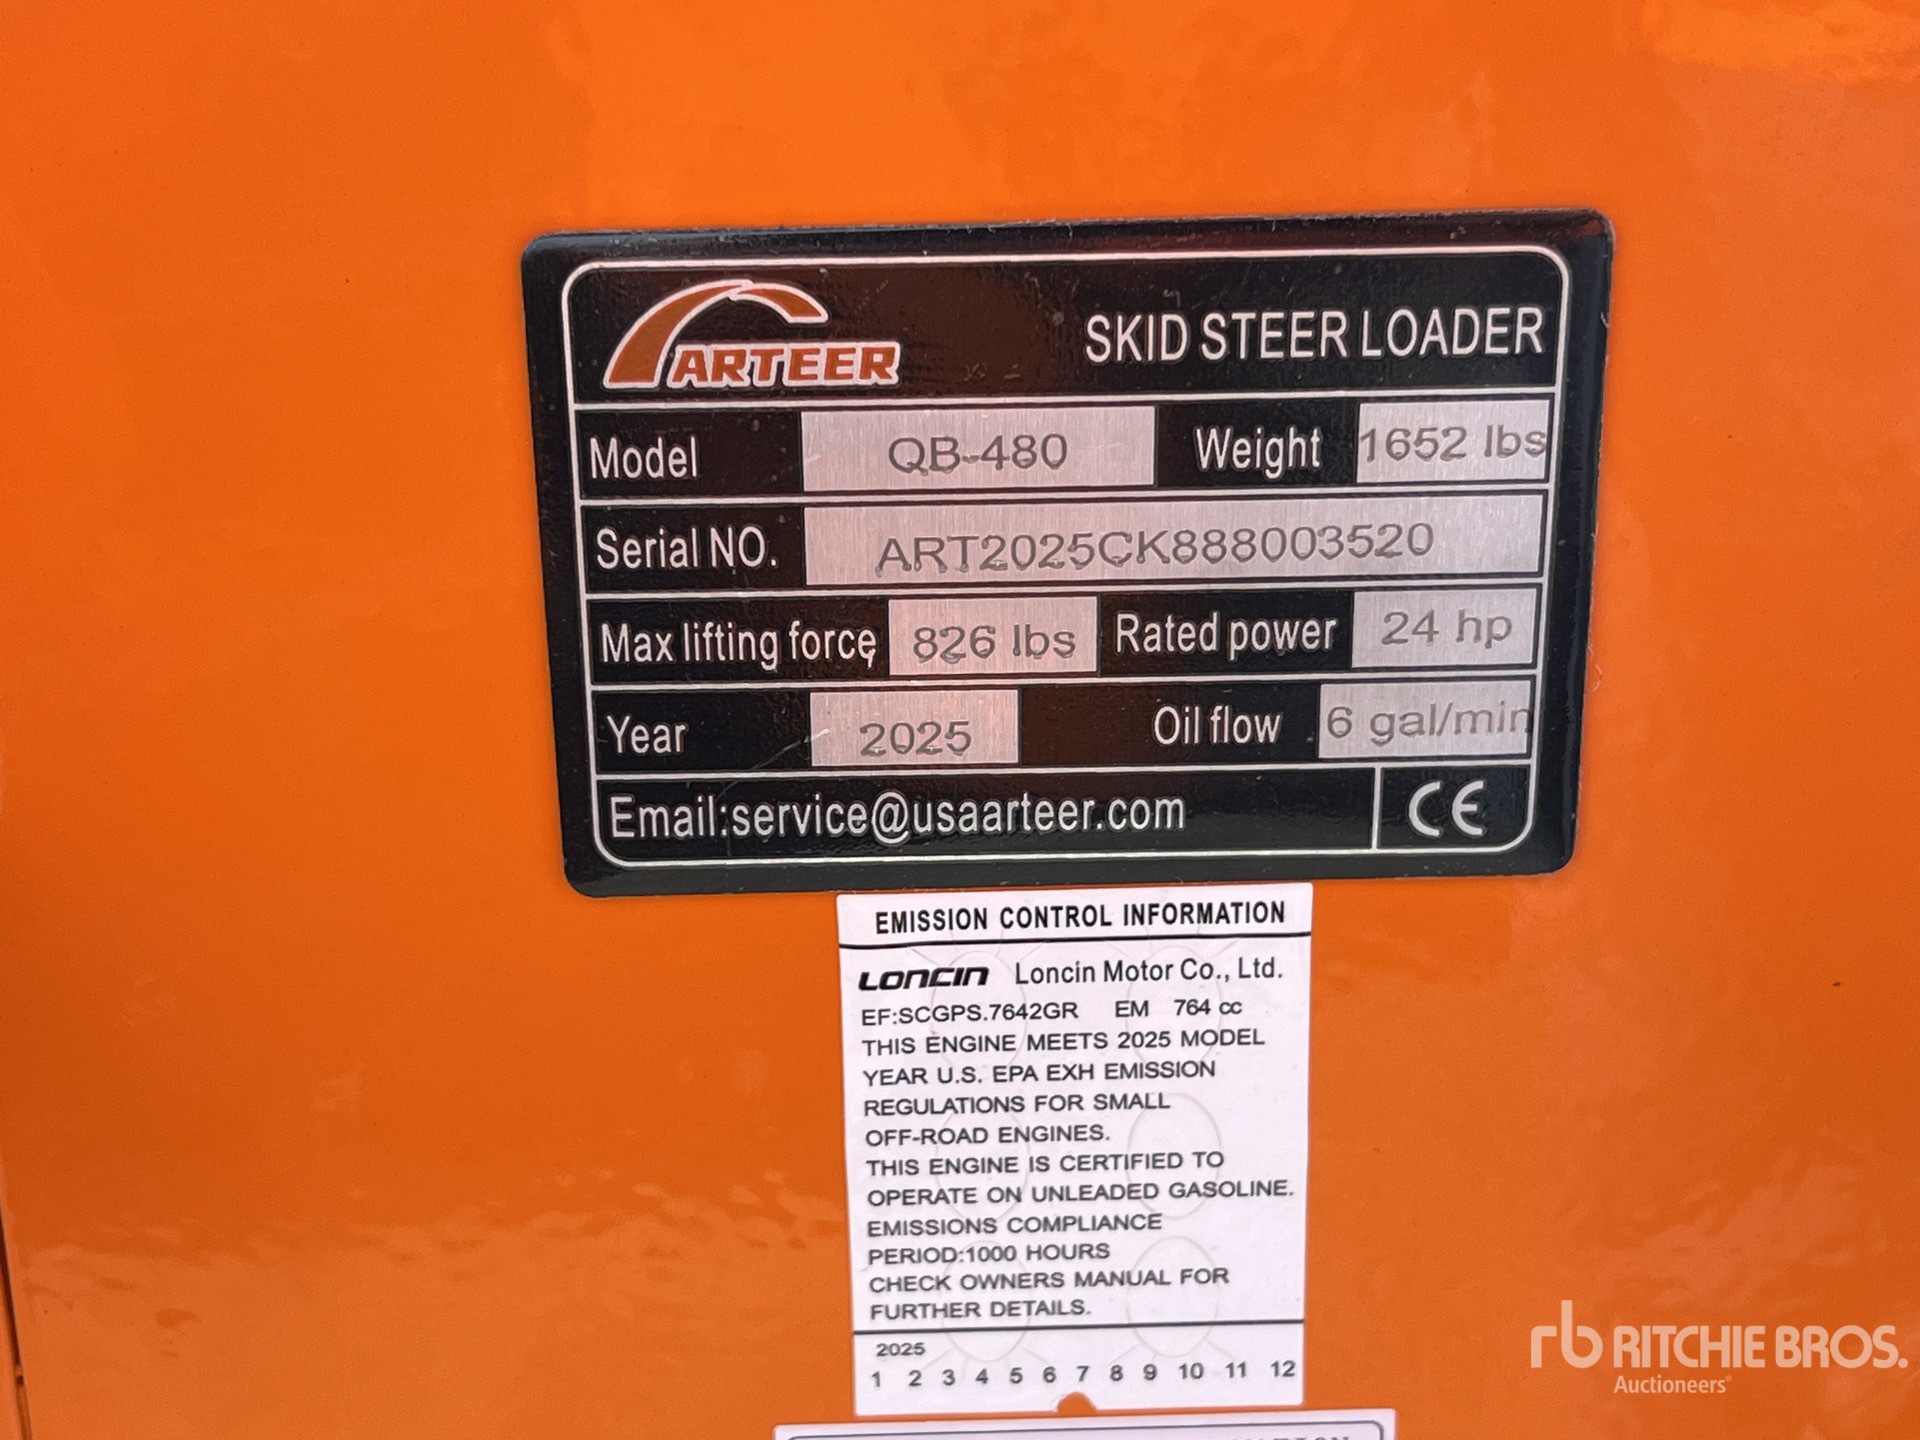 ARTEER SKID STEER LOADER
Model QB-480 Weight 1652 lbs
Serial NO. ART2025CK888003520
Max lifting force 826 lbs Rated power 24 hp
Year 2025 Oil flow 6 gal/min
Email:service@usaarteer.com CE
EMISSION CONTROL INFORMATION
LONCIN Loncin Motor Co., Ltd.
EF:SCGPS.7642GR EM 764 cc
THIS ENGINE MEETS 2025 MODEL
YEAR U.S. EPA EXH EMISSION
REGULATIONS FOR SMALL
OFF-ROAD ENGINES.
THIS ENGINE IS CERTIFIED TO
OPERATE ON UNLEADED GASOLINE.
EMISSIONS COMPLIANCE
PERIOD:1000 HOURS
CHECK OWNERS MANUAL FOR
FURTHER DETAILS.
2025
1 2 3 4 5 6 7 8 9 10 11 12
rb RITCHIE BROS.
Auctioneers